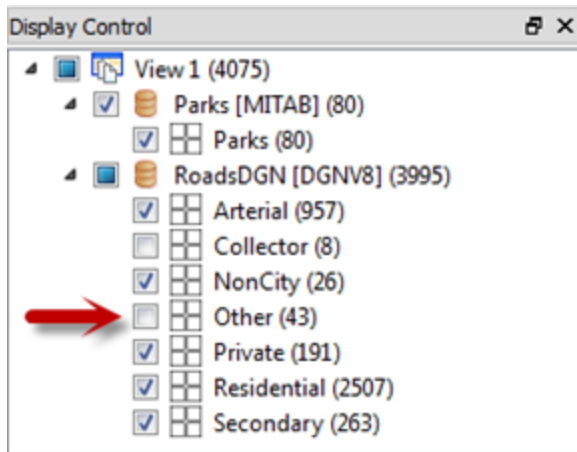 Display Control
View 1 (4075)
Parks [MITAB] (80)
Parks (80)
RoadsDGN [DGNV8] (3995)
Arterial (957)
Collector (8)
NonCity (26)
Other (43)
Private (191)
Residential (2507)
Secondary (263)